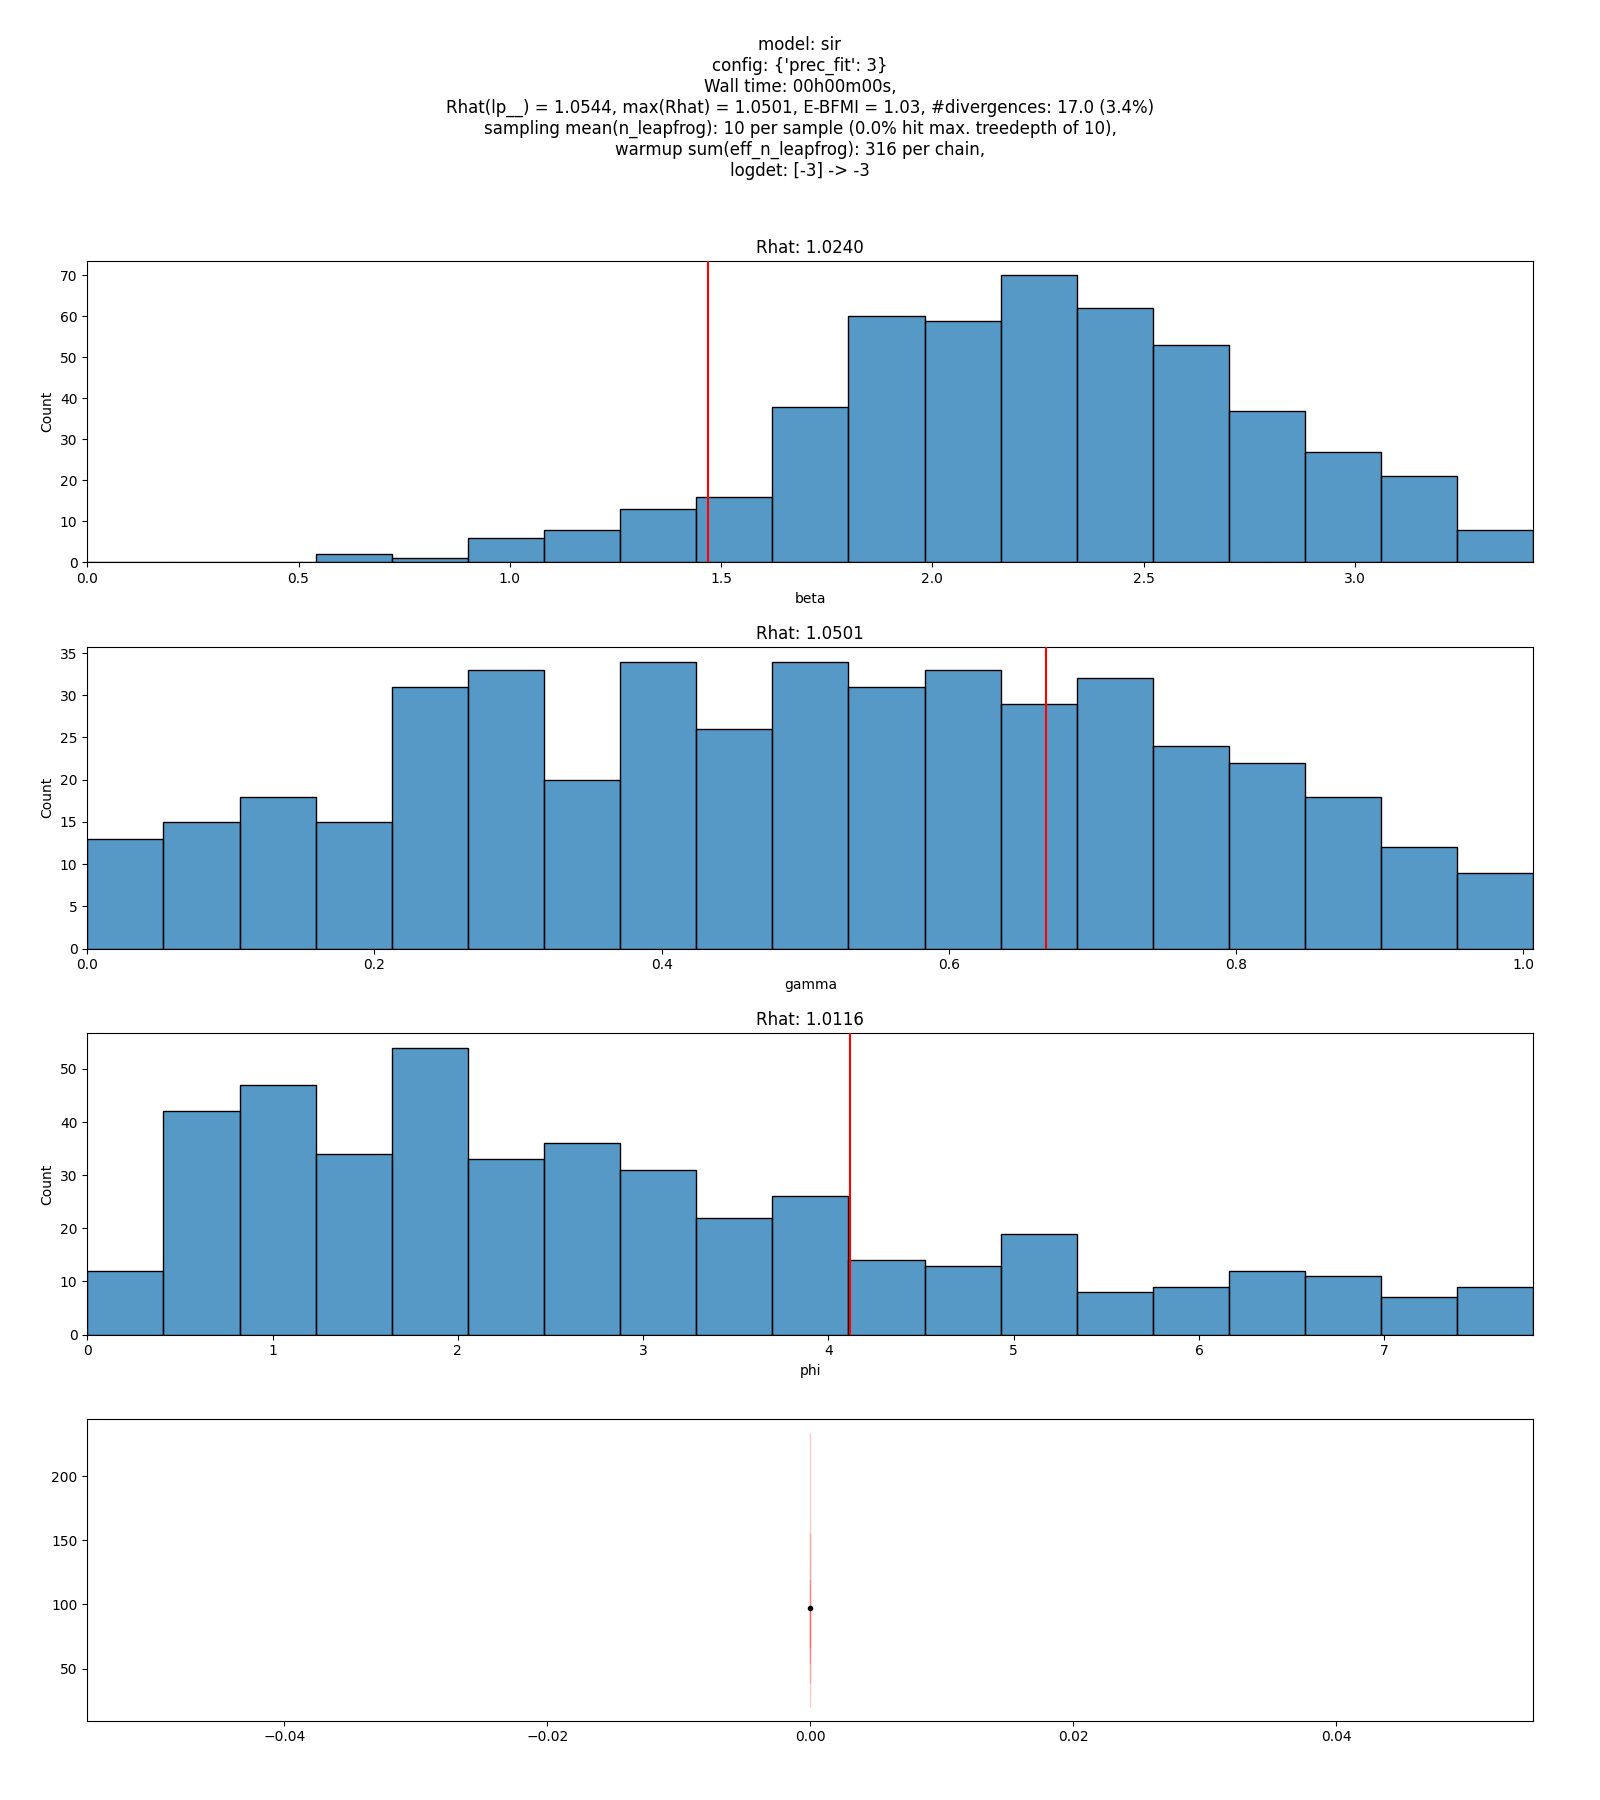 model: sir
config: {'prec_fit': 3}
Wall time: 00h00m00s,
Rhat(lp__) = 1.0544, max(Rhat) = 1.0501, E-BFMI = 1.03, #divergences: 17.0 (3.4%)
sampling mean(n_leapfrog): 10 per sample (0.0% hit max. treedepth of 10),
warmup sum(eff_n_leapfrog): 316 per chain,
logdet: [-3] -> -3
Rhat: 1.0240
70
60
50
40
30
20
10
0
Count
0.0 0.5 1.0 1.5 2.0 2.5 3.0
beta
Rhat: 1.0501
35
30
25
20
15
10
5
0
Count
0.0 0.2 0.4 0.6 0.8 1.0
gamma
Rhat: 1.0116
50
40
30
20
10
0
Count
0 1 2 3 4 5 6 7
phi
200
150
100
50
−0.04 −0.02 0.00 0.02 0.04